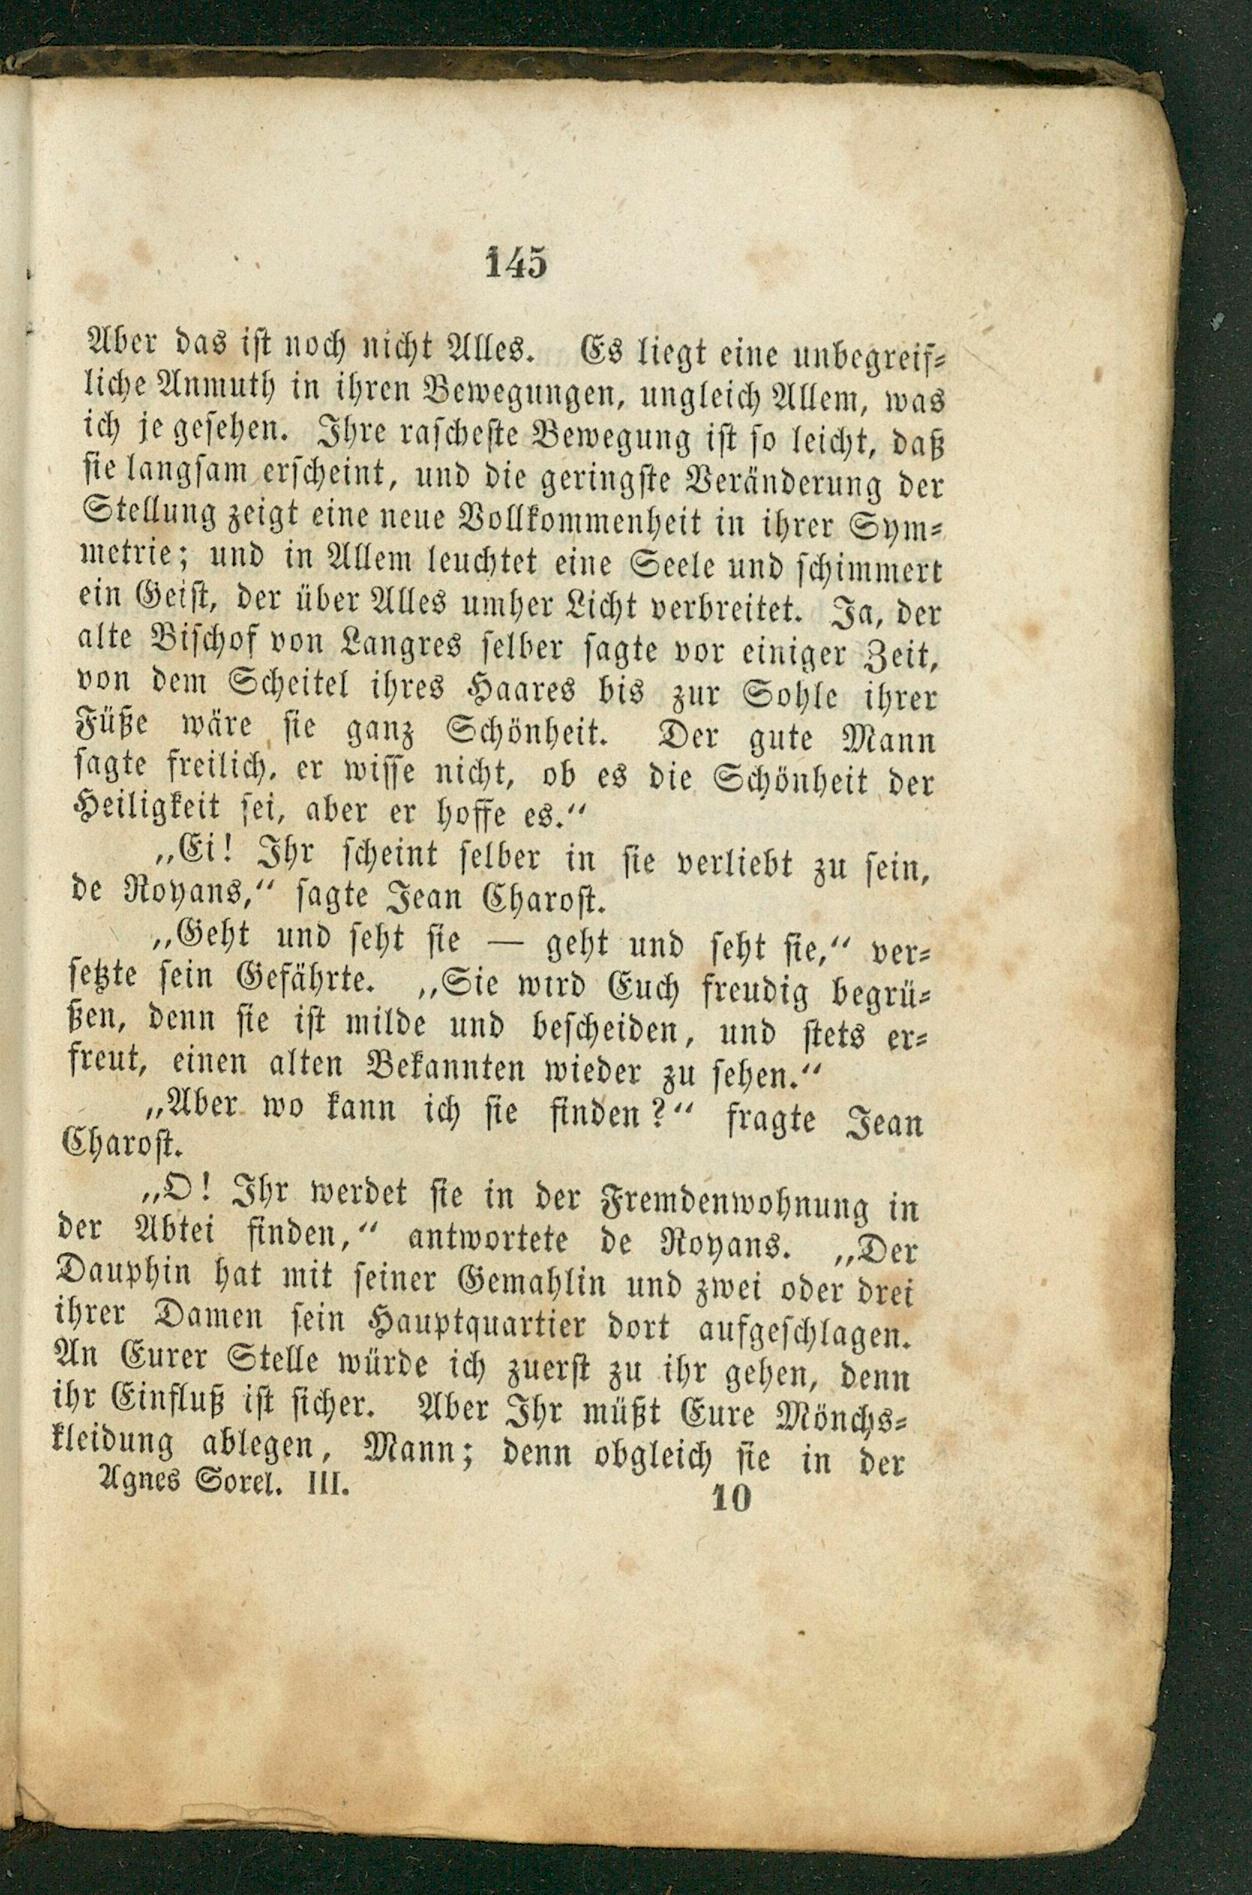 145
Aber das ist noch nicht Alles. Es liegt eine unbegreif-
liche Anmuth in ihren Bewegungen, ungleich Allem, was
ich je gesehen. Ihre rascheste Bewegung ist so leicht, daß
sie langsam erscheint, und die geringste Veränderung der
Stellung zeigt eine neue Vollkommenheit in ihrer Sym-
metrie; und in Allem leuchtet eine Seele und schimmert
ein Geist, der über Alles umher Licht verbreitet. Ja, der
alte Bischof von Langres selber sagte vor einiger Zeit,
von dem Scheitel ihres Haares bis zur Sohle ihrer
Füße wäre sie ganz Schönheit. Der gute Mann
sagte freilich, er wisse nicht, ob es die Schönheit der
Heiligkeit sei, aber er hoffe es.“
„Ei! Ihr scheint selber in sie verliebt zu sein,
de Royans,“ sagte Jean Charost.
„Geht und seht sie — geht und seht sie,“ ver-
setzte sein Gefährte. „Sie wird Euch freudig begrü-
ßen, denn sie ist milde und bescheiden, und stets er-
freut, einen alten Bekannten wieder zu sehen.“
„Aber wo kann ich sie finden?“ fragte Jean
Charost.
„O! Ihr werdet sie in der Fremdenwohnung in
der Abtei finden,“ antwortete de Royans. „Der
Dauphin hat mit seiner Gemahlin und zwei oder drei
ihrer Damen sein Hauptquartier dort aufgeschlagen.
An Eurer Stelle würde ich zuerst zu ihr gehen, denn
ihr Einfluß ist sicher. Aber Ihr müßt Eure Mönchs-
kleidung ablegen, Mann; denn obgleich sie in der
Agnes Sorel. III. 10